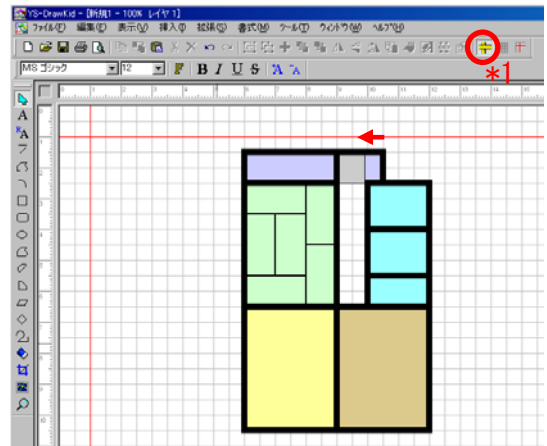 YS-DrawKid - [新規1 - 100% レイヤ 1]
ファイル(F) 編集(E) 表示(V) 挿入(I) 拡張(S) 書式(M) ツール(T) ウィンドウ(W) ヘルプ(H)
*1
MS ゴシック 12 F B I U S A A
A
A